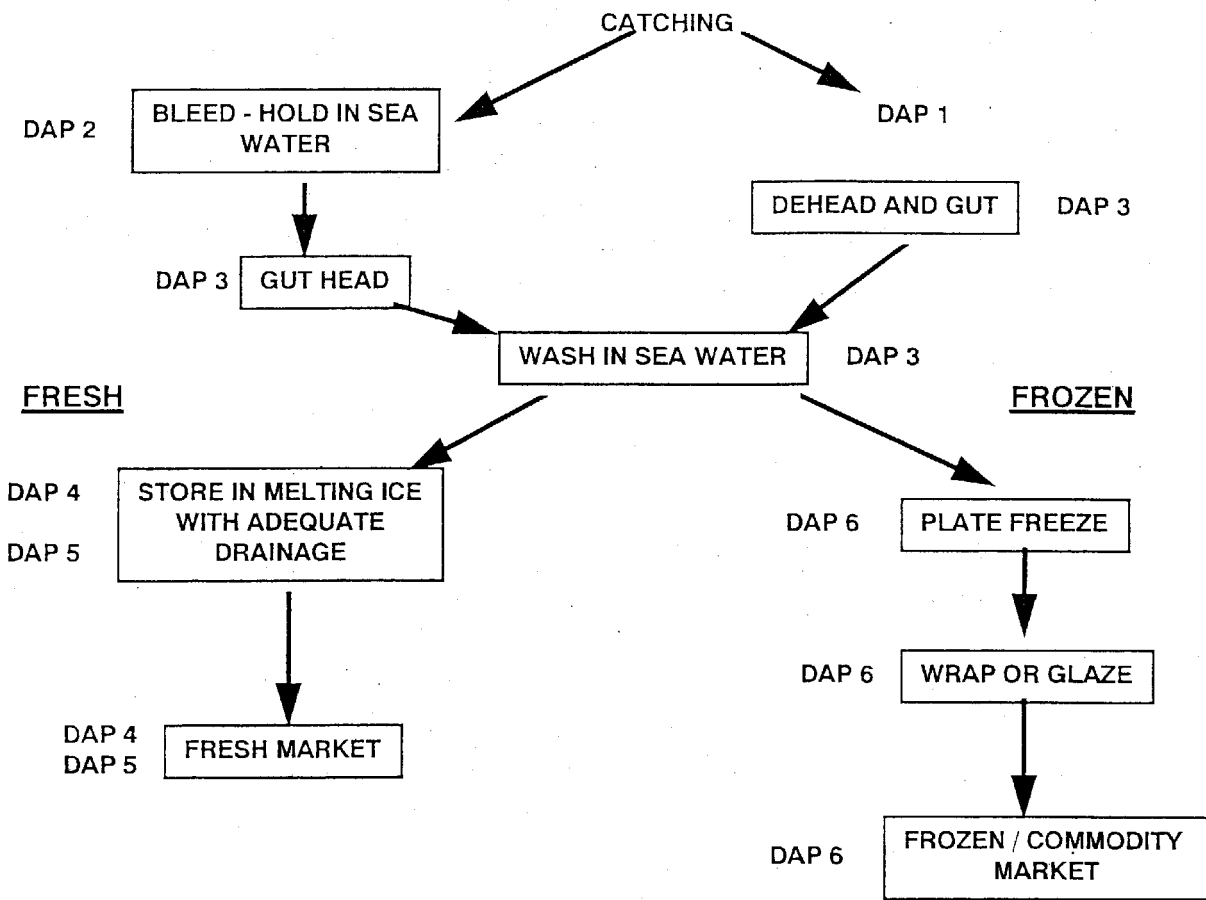 CATCHING
DAP 2
BLEED - HOLD IN SEA
WATER
DAP 1
DEHEAD AND GUT
DAP 3
DAP 3
GUT HEAD
WASH IN SEA WATER
DAP 3
FRESH
FROZEN
DAP 4
DAP 5
STORE IN MELTING ICE
WITH ADEQUATE
DRAINAGE
DAP 6
PLATE FREEZE
DAP 6
WRAP OR GLAZE
DAP 4
DAP 5
FRESH MARKET
DAP 6
FROZEN / COMMODITY
MARKET